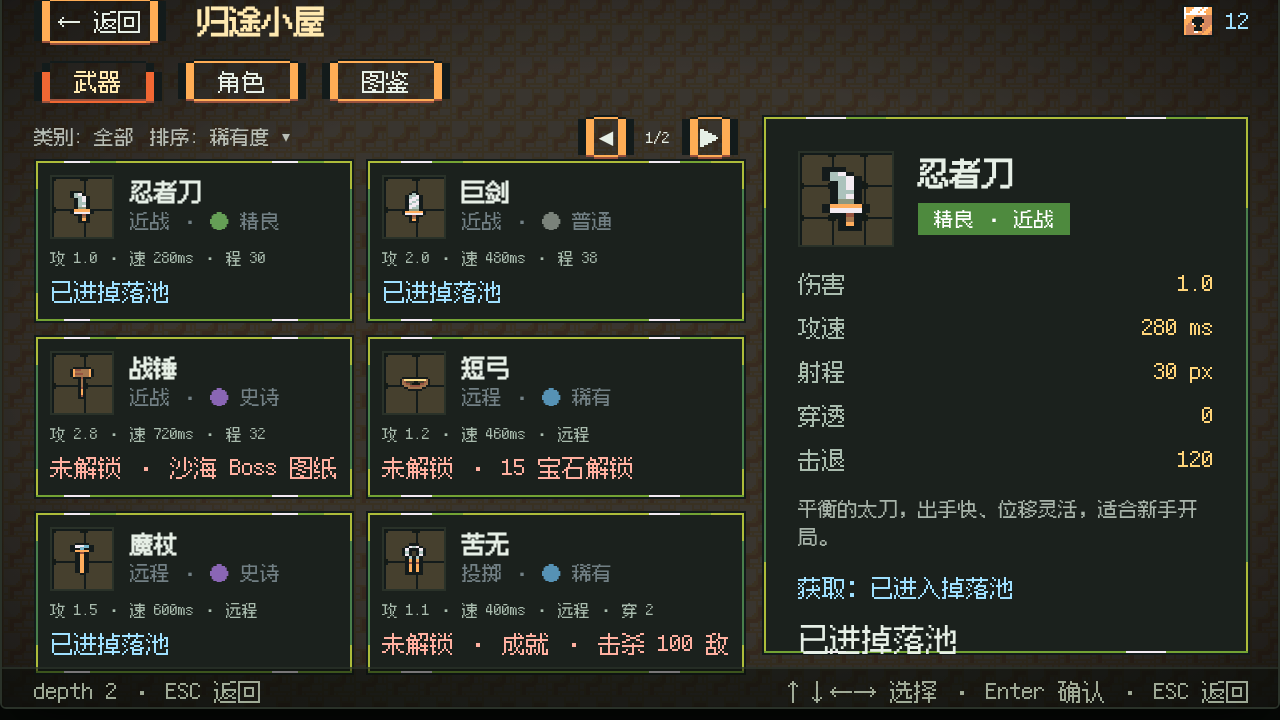 ← 返回 归途小屋 12
武器 角色 图鉴
类别: 全部 排序: 稀有度 ▼ ◀ 1/2 ▶
忍者刀
近战 · 精良
攻 1.0 · 速 280ms · 程 30
已进掉落池
巨剑
近战 · 普通
攻 2.0 · 速 480ms · 程 38
已进掉落池
战锤
近战 · 史诗
攻 2.8 · 速 720ms · 程 32
未解锁 · 沙海 Boss 图纸
短弓
远程 · 稀有
攻 1.2 · 速 460ms · 远程
未解锁 · 15 宝石解锁
魔杖
远程 · 史诗
攻 1.5 · 速 600ms · 远程
已进掉落池
苦无
投掷 · 稀有
攻 1.1 · 速 400ms · 远程 · 穿 2
未解锁 · 成就 · 击杀 100 敌
忍者刀
精良 · 近战
伤害 1.0
攻速 280 ms
射程 30 px
穿透 0
击退 120
平衡的太刀，出手快、位移灵活，适合新手开
局。
获取: 已进入掉落池
已进掉落池
depth 2 · ESC 返回 ↑↓←→ 选择 · Enter 确认 · ESC 返回